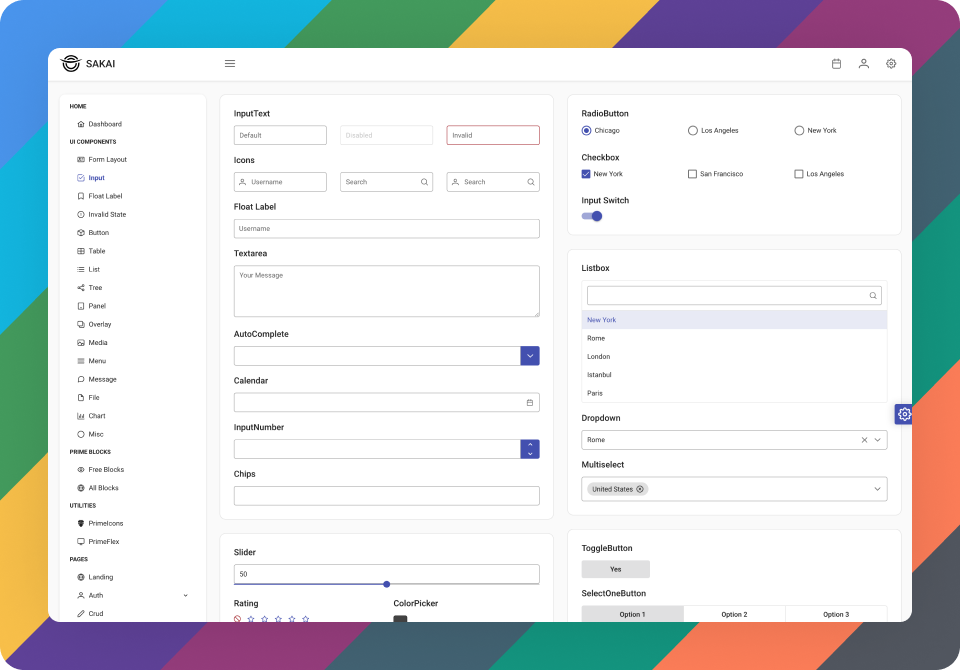 SAKAI
HOME
Dashboard
UI COMPONENTS
Form Layout
Input
Float Label
Invalid State
Button
Table
List
Tree
Panel
Overlay
Media
Menu
Message
File
Chart
Misc
PRIME BLOCKS
Free Blocks
All Blocks
UTILITIES
PrimeIcons
PrimeFlex
PAGES
Landing
Auth
Crud
InputText
Default Disabled Invalid
Icons
Username Search Search
Float Label
Username
Textarea
Your Message
AutoComplete
Calendar
InputNumber
Chips
Slider
50
Rating ColorPicker
RadioButton
Chicago Los Angeles New York
Checkbox
New York San Francisco Los Angeles
Input Switch
Listbox
New York
Rome
London
Istanbul
Paris
Dropdown
Rome
Multiselect
United States
ToggleButton
Yes
SelectOneButton
Option 1 Option 2 Option 3